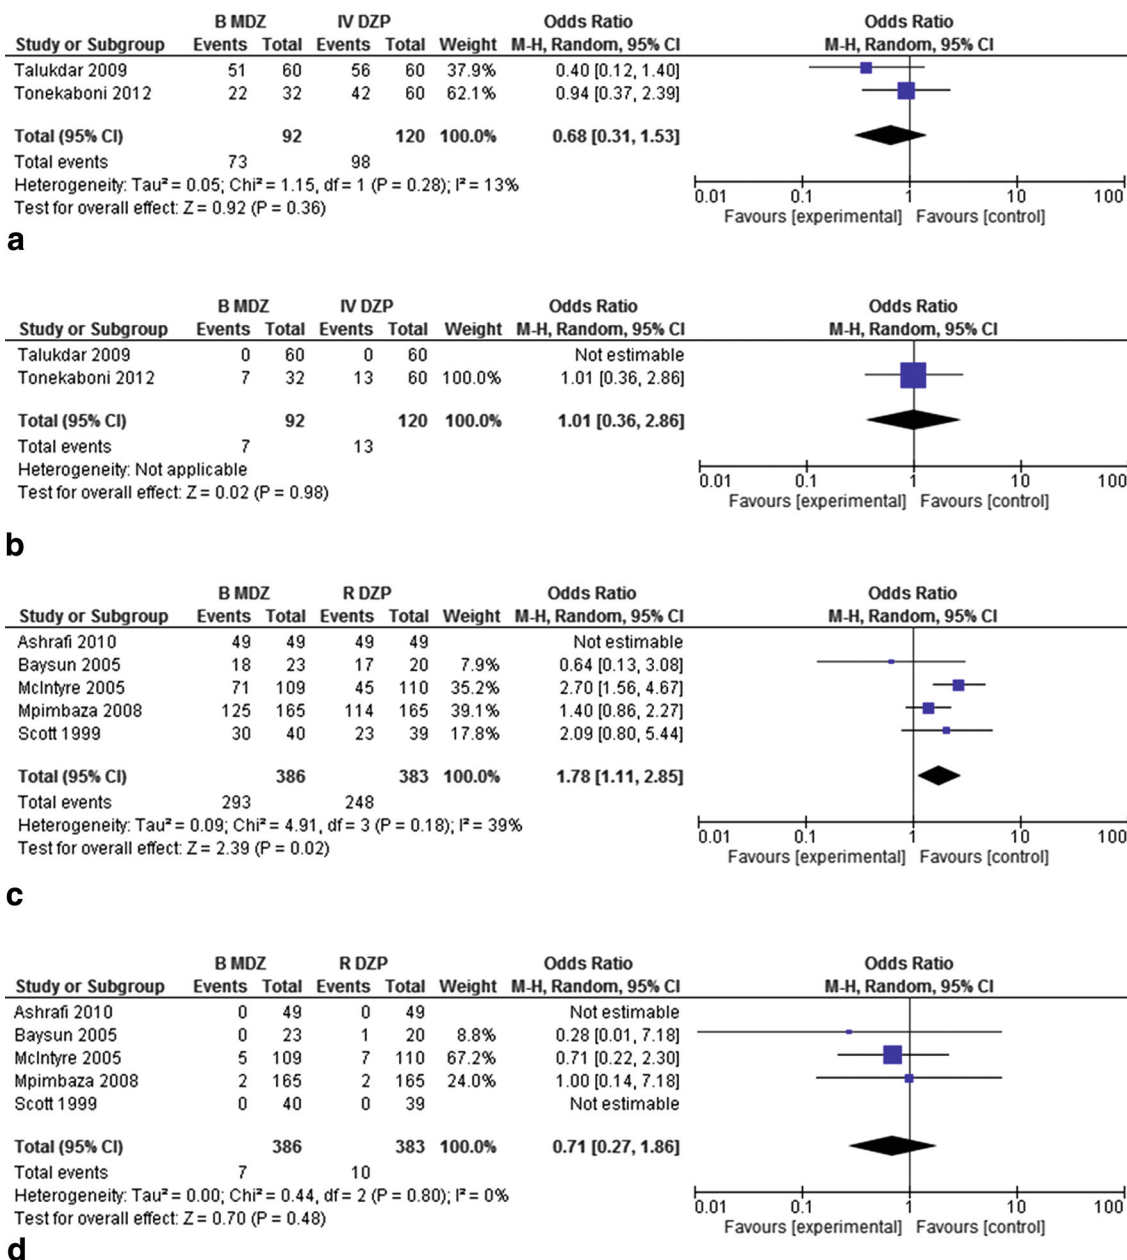 B MDZ IV DZP Odds Ratio Odds Ratio
Study or Subgroup Events Total Events Total Weight M-H, Random, 95% CI M-H, Random, 95% CI
Talukdar 2009 51 60 56 60 37.9% 0.40 [0.12, 1.40]
Tonekaboni 2012 22 32 42 60 62.1% 0.94 [0.37, 2.39]
Total (95% CI) 92 120 100.0% 0.68 [0.31, 1.53]
Total events 73 98
Heterogeneity: Tau² = 0.05; Chi² = 1.15, df = 1 (P = 0.28); I² = 13%
Test for overall effect: Z = 0.92 (P = 0.36)
0.01 0.1 1 10 100
Favours [experimental] Favours [control]
a
B MDZ IV DZP Odds Ratio Odds Ratio
Study or Subgroup Events Total Events Total Weight M-H, Random, 95% CI M-H, Random, 95% CI
Talukdar 2009 0 60 0 60 Not estimable
Tonekaboni 2012 7 32 13 60 100.0% 1.01 [0.36, 2.86]
Total (95% CI) 92 120 100.0% 1.01 [0.36, 2.86]
Total events 7 13
Heterogeneity: Not applicable
Test for overall effect: Z = 0.02 (P = 0.98)
0.01 0.1 1 10 100
Favours [experimental] Favours [control]
b
B MDZ R DZP Odds Ratio Odds Ratio
Study or Subgroup Events Total Events Total Weight M-H, Random, 95% CI M-H, Random, 95% CI
Ashrafi 2010 49 49 49 49 Not estimable
Baysun 2005 18 23 17 20 7.9% 0.64 [0.13, 3.08]
McIntyre 2005 71 109 45 110 35.2% 2.70 [1.56, 4.67]
Mpimbaza 2008 125 165 114 165 39.1% 1.40 [0.86, 2.27]
Scott 1999 30 40 23 39 17.8% 2.09 [0.80, 5.44]
Total (95% CI) 386 383 100.0% 1.78 [1.11, 2.85]
Total events 293 248
Heterogeneity: Tau² = 0.09; Chi² = 4.91, df = 3 (P = 0.18); I² = 39%
Test for overall effect: Z = 2.39 (P = 0.02)
0.01 0.1 1 10 100
Favours [experimental] Favours [control]
c
B MDZ R DZP Odds Ratio Odds Ratio
Study or Subgroup Events Total Events Total Weight M-H, Random, 95% CI M-H, Random, 95% CI
Ashrafi 2010 0 49 0 49 Not estimable
Baysun 2005 0 23 1 20 8.8% 0.28 [0.01, 7.18]
McIntyre 2005 5 109 7 110 67.2% 0.71 [0.22, 2.30]
Mpimbaza 2008 2 165 2 165 24.0% 1.00 [0.14, 7.18]
Scott 1999 0 40 0 39 Not estimable
Total (95% CI) 386 383 100.0% 0.71 [0.27, 1.86]
Total events 7 10
Heterogeneity: Tau² = 0.00; Chi² = 0.44, df = 2 (P = 0.80); I² = 0%
Test for overall effect: Z = 0.70 (P = 0.48)
0.01 0.1 1 10 100
Favours [experimental] Favours [control]
d